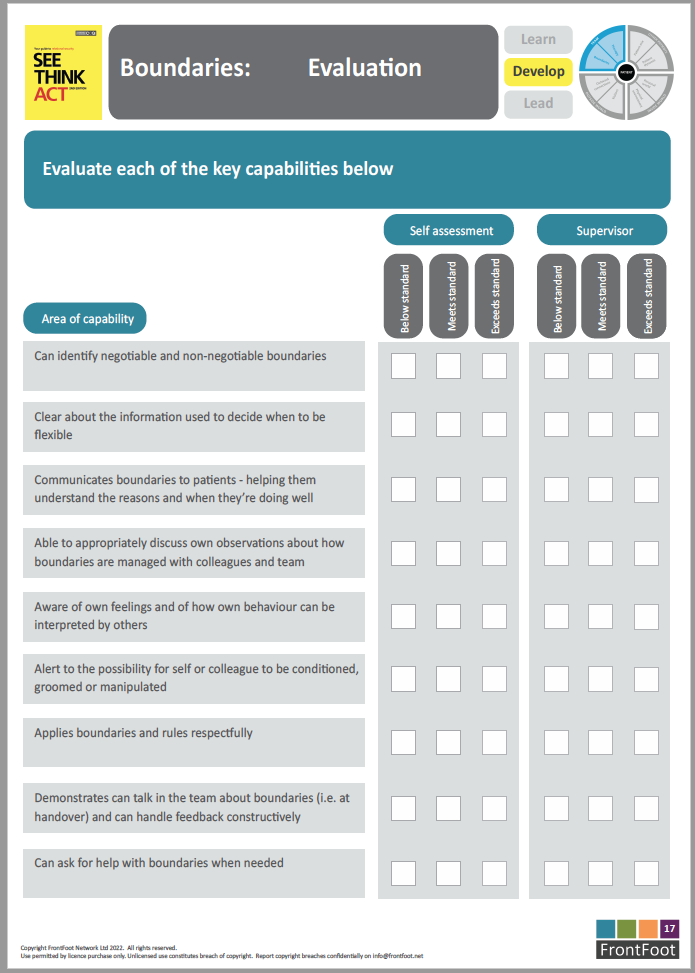 SEE
THINK
ACT 2ND EDITION
Boundaries: Evaluation
Learn
Develop
Lead
PATIENT
Evaluate each of the key capabilities below
Self assessment
Supervisor
Below standard
Meets standard
Exceeds standard
Below standard
Meets standard
Exceeds standard
Area of capability
Can identify negotiable and non-negotiable boundaries
Clear about the information used to decide when to be
flexible
Communicates boundaries to patients - helping them
understand the reasons and when they're doing well
Able to appropriately discuss own observations about how
boundaries are managed with colleagues and team
Aware of own feelings and of how own behaviour can be
interpreted by others
Alert to the possibility for self or colleague to be conditioned,
groomed or manipulated
Applies boundaries and rules respectfully
Demonstrates can talk in the team about boundaries (i.e. at
handover) and can handle feedback constructively
Can ask for help with boundaries when needed
17
FrontFoot
Copyright FrontFoot Network Ltd 2022. All rights reserved.
Use permitted by licence purchase only. Unlicensed use constitutes breach of copyright. Report copyright breaches confidentially on info@frontfoot.net